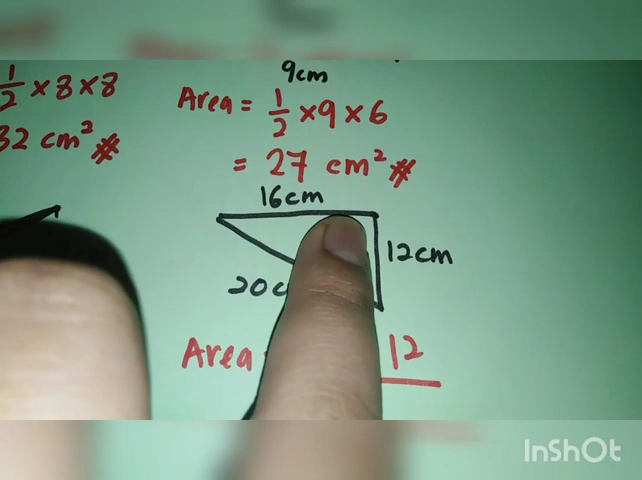 9cm
1/2 × 8 × 8
Area = 1/2 × 9 × 6
32 cm² #
= 27 cm² #
16cm
12cm
Area 12
InShOt